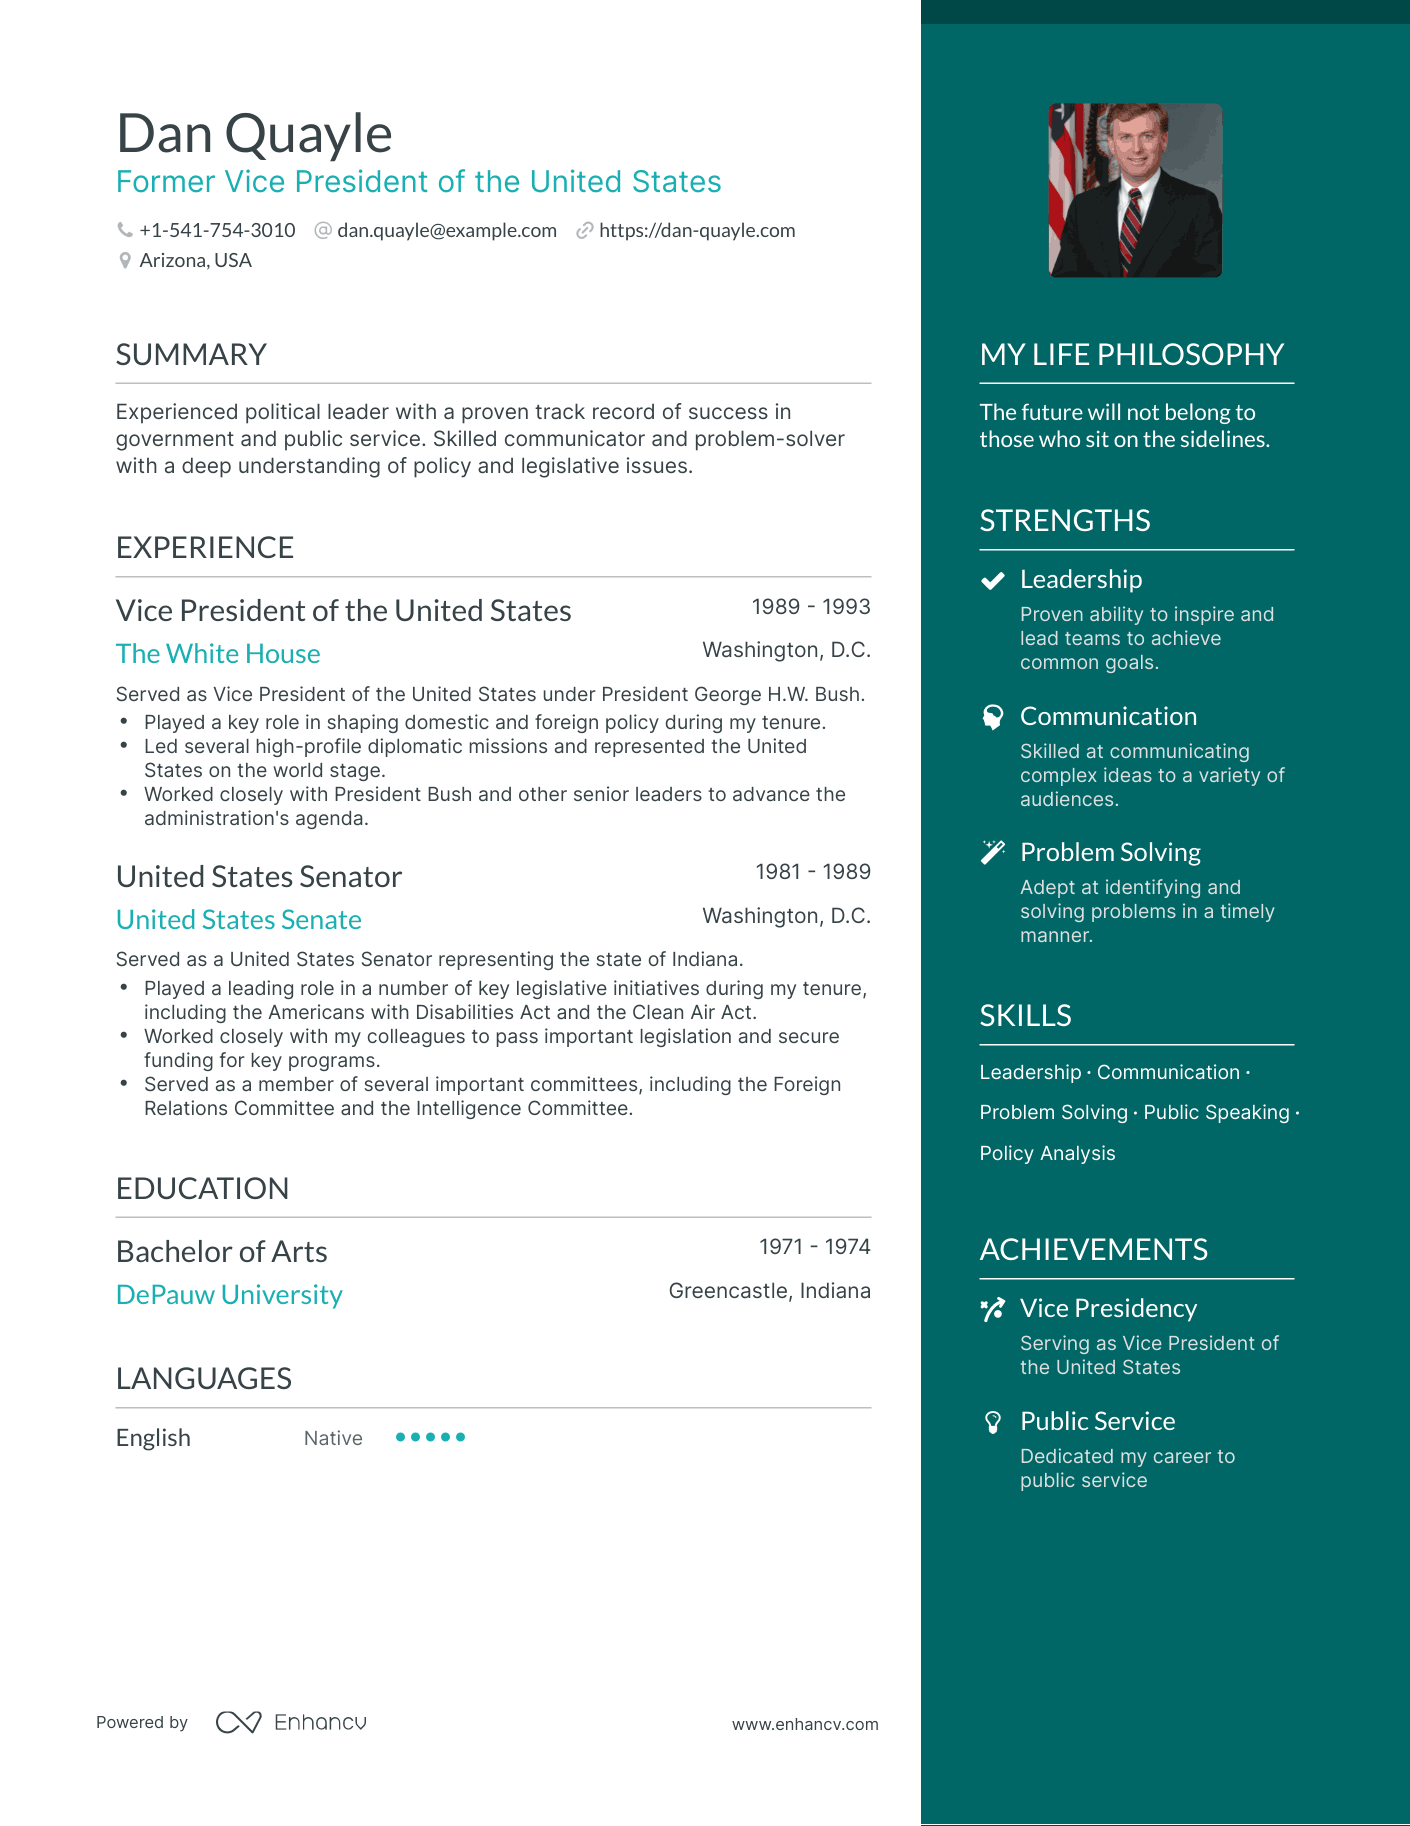 Dan Quayle
Former Vice President of the United States
+1-541-754-3010 dan.quayle@example.com https://dan-quayle.com
Arizona, USA
SUMMARY
Experienced political leader with a proven track record of success in
government and public service. Skilled communicator and problem-solver
with a deep understanding of policy and legislative issues.
EXPERIENCE
Vice President of the United States 1989 - 1993
The White House Washington, D.C.
Served as Vice President of the United States under President George H.W. Bush.
• Played a key role in shaping domestic and foreign policy during my tenure.
• Led several high-profile diplomatic missions and represented the United
States on the world stage.
• Worked closely with President Bush and other senior leaders to advance the
administration's agenda.
United States Senator 1981 - 1989
United States Senate Washington, D.C.
Served as a United States Senator representing the state of Indiana.
• Played a leading role in a number of key legislative initiatives during my tenure,
including the Americans with Disabilities Act and the Clean Air Act.
• Worked closely with my colleagues to pass important legislation and secure
funding for key programs.
• Served as a member of several important committees, including the Foreign
Relations Committee and the Intelligence Committee.
EDUCATION
Bachelor of Arts 1971 - 1974
DePauw University Greencastle, Indiana
LANGUAGES
English Native
Powered by Enhancv www.enhancv.com
MY LIFE PHILOSOPHY
The future will not belong to
those who sit on the sidelines.
STRENGTHS
Leadership
Proven ability to inspire and
lead teams to achieve
common goals.
Communication
Skilled at communicating
complex ideas to a variety of
audiences.
Problem Solving
Adept at identifying and
solving problems in a timely
manner.
SKILLS
Leadership · Communication ·
Problem Solving · Public Speaking ·
Policy Analysis
ACHIEVEMENTS
Vice Presidency
Serving as Vice President of
the United States
Public Service
Dedicated my career to
public service